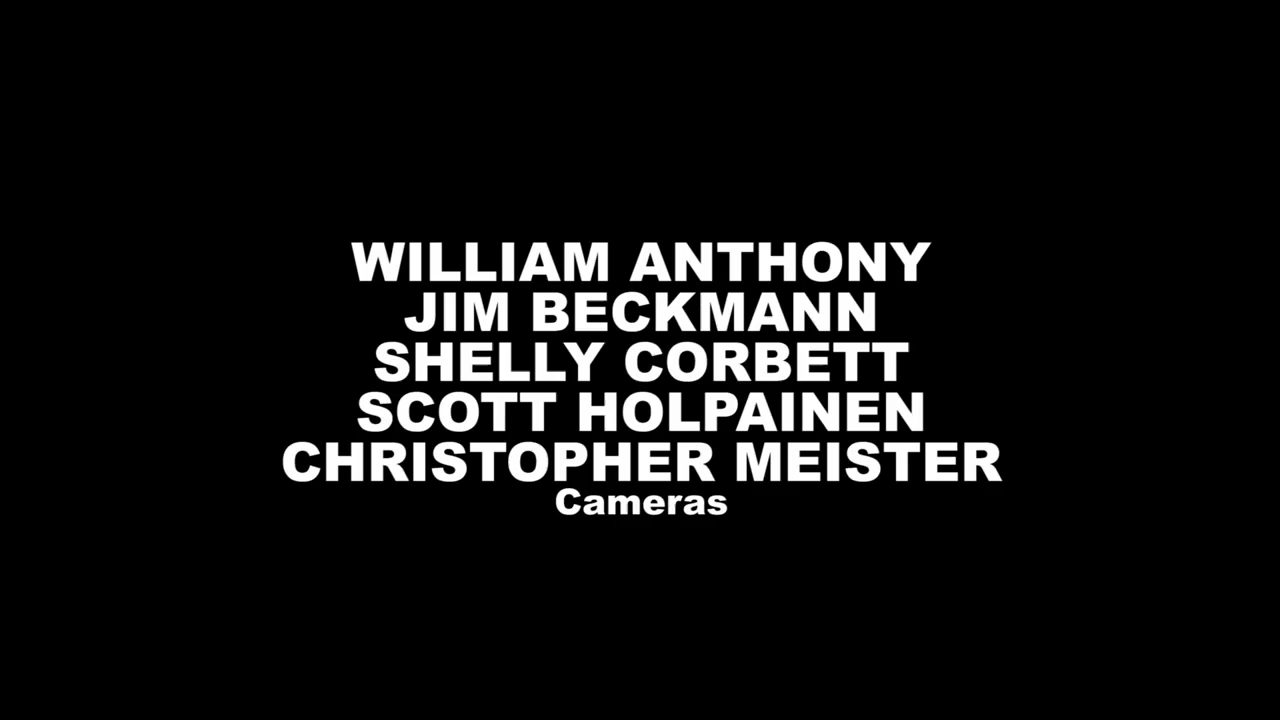 WILLIAM ANTHONY
JIM BECKMANN
SHELLY CORBETT
SCOTT HOLPAINEN
CHRISTOPHER MEISTER
Cameras